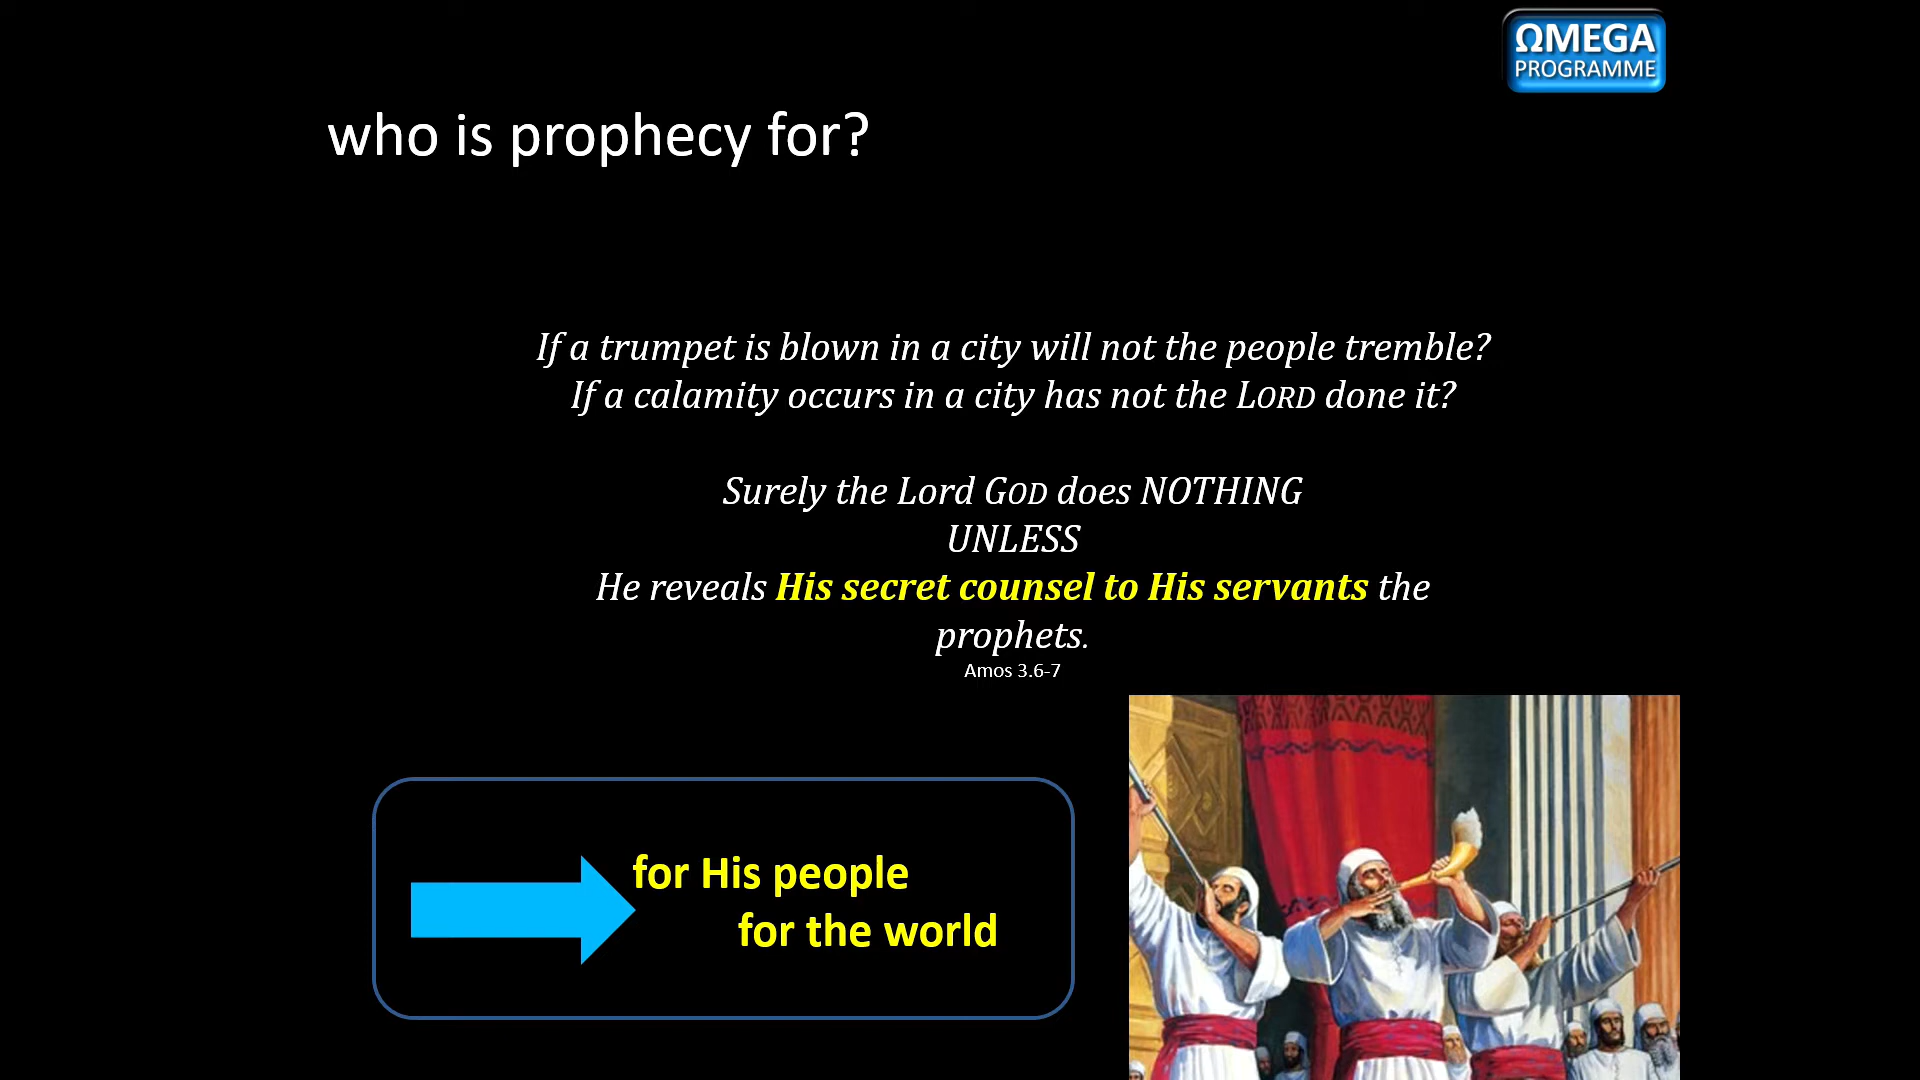 ΩMEGA
PROGRAMME
who is prophecy for?
If a trumpet is blown in a city will not the people tremble?
If a calamity occurs in a city has not the LORD done it?
Surely the Lord GOD does NOTHING
UNLESS
He reveals His secret counsel to His servants the
prophets.
Amos 3.6-7
for His people
for the world